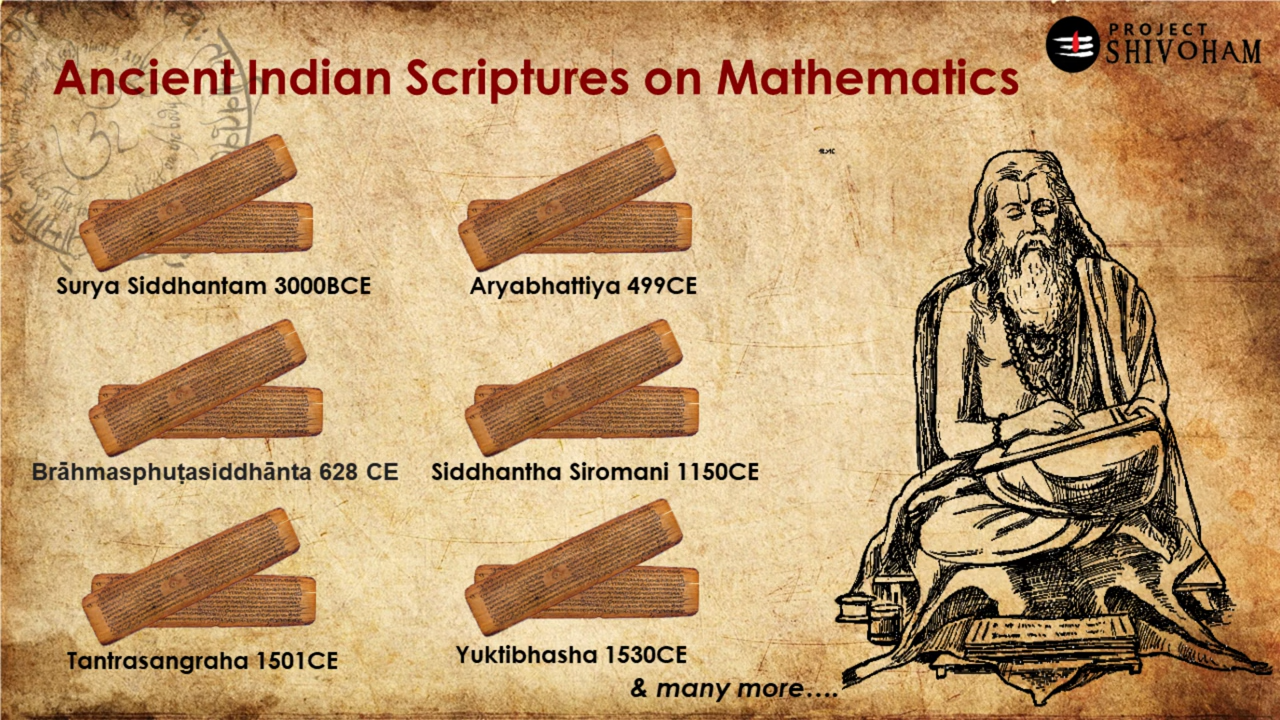 PROJECT
SHIVOHAM
Ancient Indian Scriptures on Mathematics
Surya Siddhantam 3000BCE
Aryabhattiya 499CE
Brāhmasphuṭasiddhānta 628 CE
Siddhantha Siromani 1150CE
Tantrasangraha 1501CE
Yuktibhasha 1530CE
& many more....